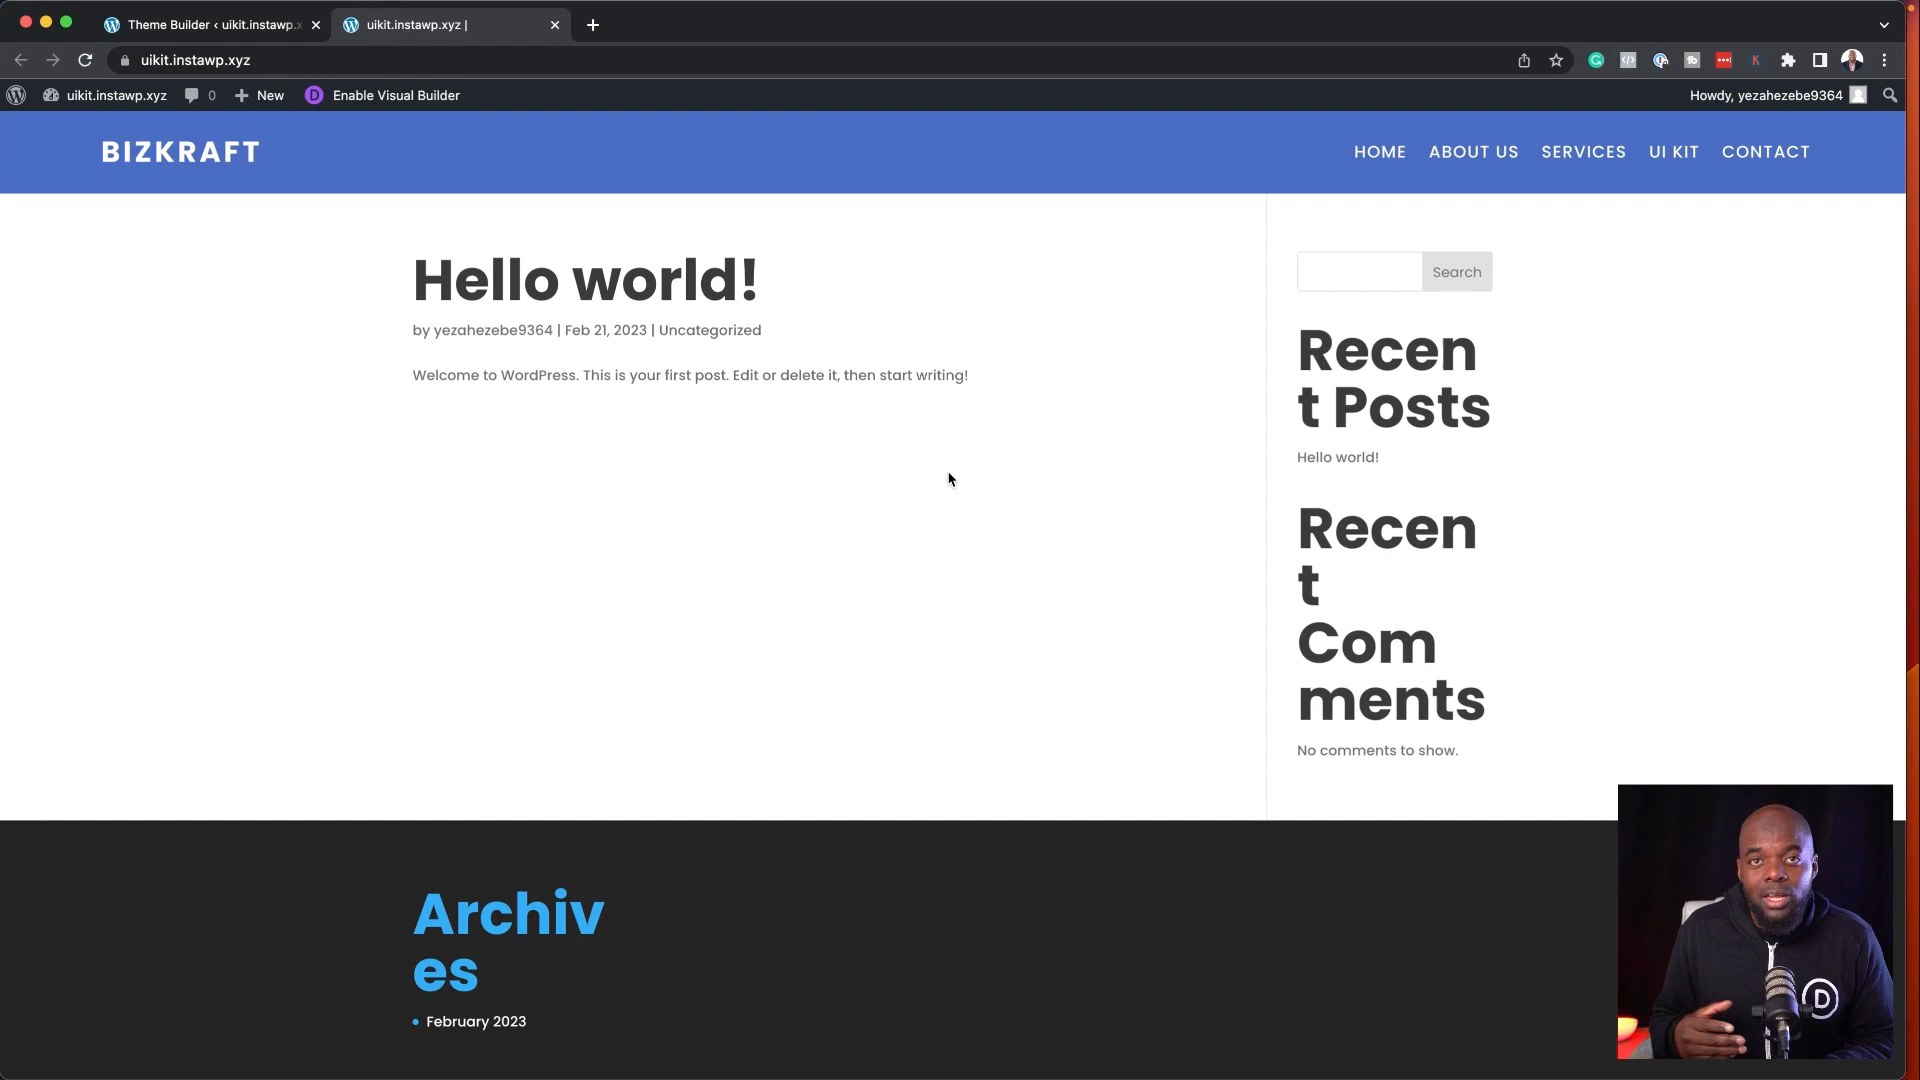 Theme Builder ‹ uikit.instawp.x
uikit.instawp.xyz |
uikit.instawp.xyz
uikit.instawp.xyz
0
New
D
Enable Visual Builder
Howdy, yezahezebe9364
BIZKRAFT
HOME
ABOUT US
SERVICES
UI KIT
CONTACT
Hello world!
by yezahezebe9364 | Feb 21, 2023 | Uncategorized
Welcome to WordPress. This is your first post. Edit or delete it, then start writing!
Search
Recen
t Posts
Hello world!
Recen
t
Com
ments
No comments to show.
Archiv
es
February 2023
D